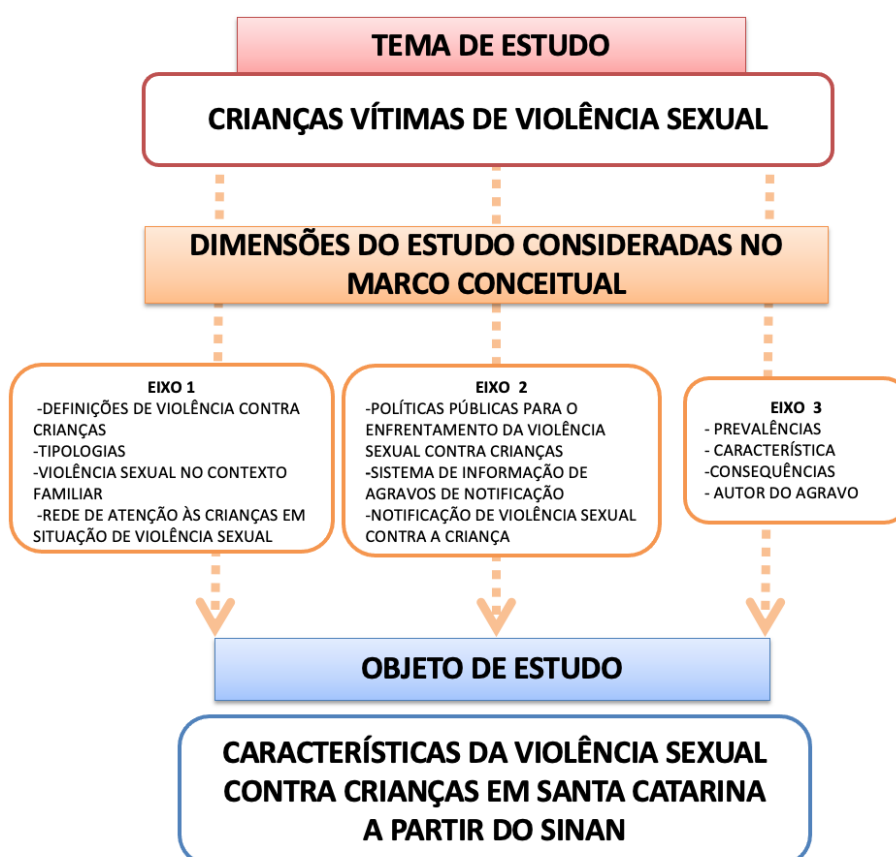 TEMA DE ESTUDO
CRIANÇAS VÍTIMAS DE VIOLÊNCIA SEXUAL
DIMENSÕES DO ESTUDO CONSIDERADAS NO
MARCO CONCEITUAL
EIXO 1
-DEFINIÇÕES DE VIOLÊNCIA CONTRA
CRIANÇAS
-TIPOLOGIAS
-VIOLÊNCIA SEXUAL NO CONTEXTO
FAMILIAR
-REDE DE ATENÇÃO ÀS CRIANÇAS EM
SITUAÇÃO DE VIOLÊNCIA SEXUAL
EIXO 2
-POLÍTICAS PÚBLICAS PARA O
ENFRENTAMENTO DA VIOLÊNCIA
SEXUAL CONTRA CRIANÇAS
-SISTEMA DE INFORMAÇÃO DE
AGRAVOS DE NOTIFICAÇÃO
-NOTIFICAÇÃO DE VIOLÊNCIA SEXUAL
CONTRA A CRIANÇA
EIXO 3
- PREVALÊNCIAS
- CARACTERÍSTICA
-CONSEQUÊNCIAS
- AUTOR DO AGRAVO
OBJETO DE ESTUDO
CARACTERÍSTICAS DA VIOLÊNCIA SEXUAL
CONTRA CRIANÇAS EM SANTA CATARINA
A PARTIR DO SINAN